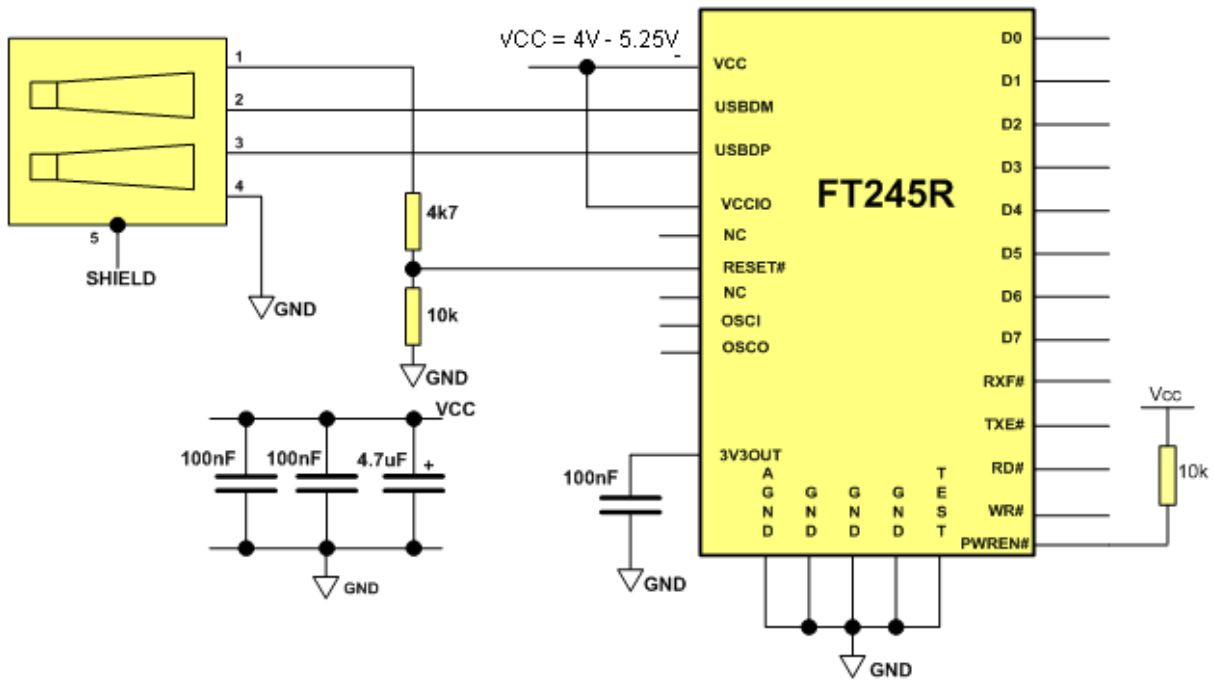 1
2
3
4
5
SHIELD
GND
4k7
10k
GND
VCC = 4V - 5.25V
VCC
USBDM
USBDP
VCCIO
NC
RESET#
NC
OSCI
OSCO
3V3OUT
FT245R
D0
D1
D2
D3
D4
D5
D6
D7
RXF#
TXE#
RD#
WR#
PWREN#
AGND
GND
GND
GND
TEST
GND
Vcc
10k
VCC
100nF
100nF
4.7uF
+
GND
100nF
GND